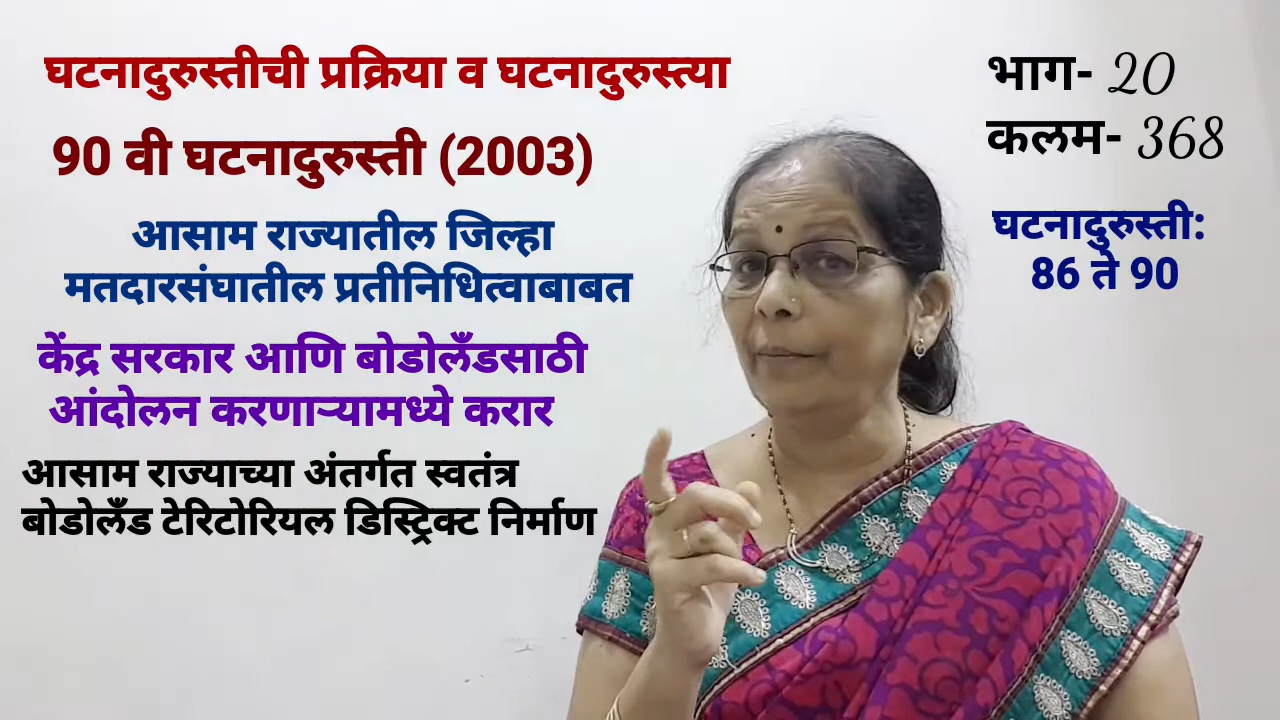 घटनादुरुस्तीची प्रक्रिया व घटनादुरुस्त्या
90 वी घटनादुरुस्ती (2003)
आसाम राज्यातील जिल्हा
मतदारसंघातील प्रतीनिधित्वाबाबत
केंद्र सरकार आणि बोडोलँडसाठी
आंदोलन करणाऱ्यामध्ये करार
आसाम राज्याच्या अंतर्गत स्वतंत्र
बोडोलँड टेरिटोरियल डिस्ट्रिक्ट निर्माण
भाग- 20
कलम- 368
घटनादुरुस्ती:
86 ते 90